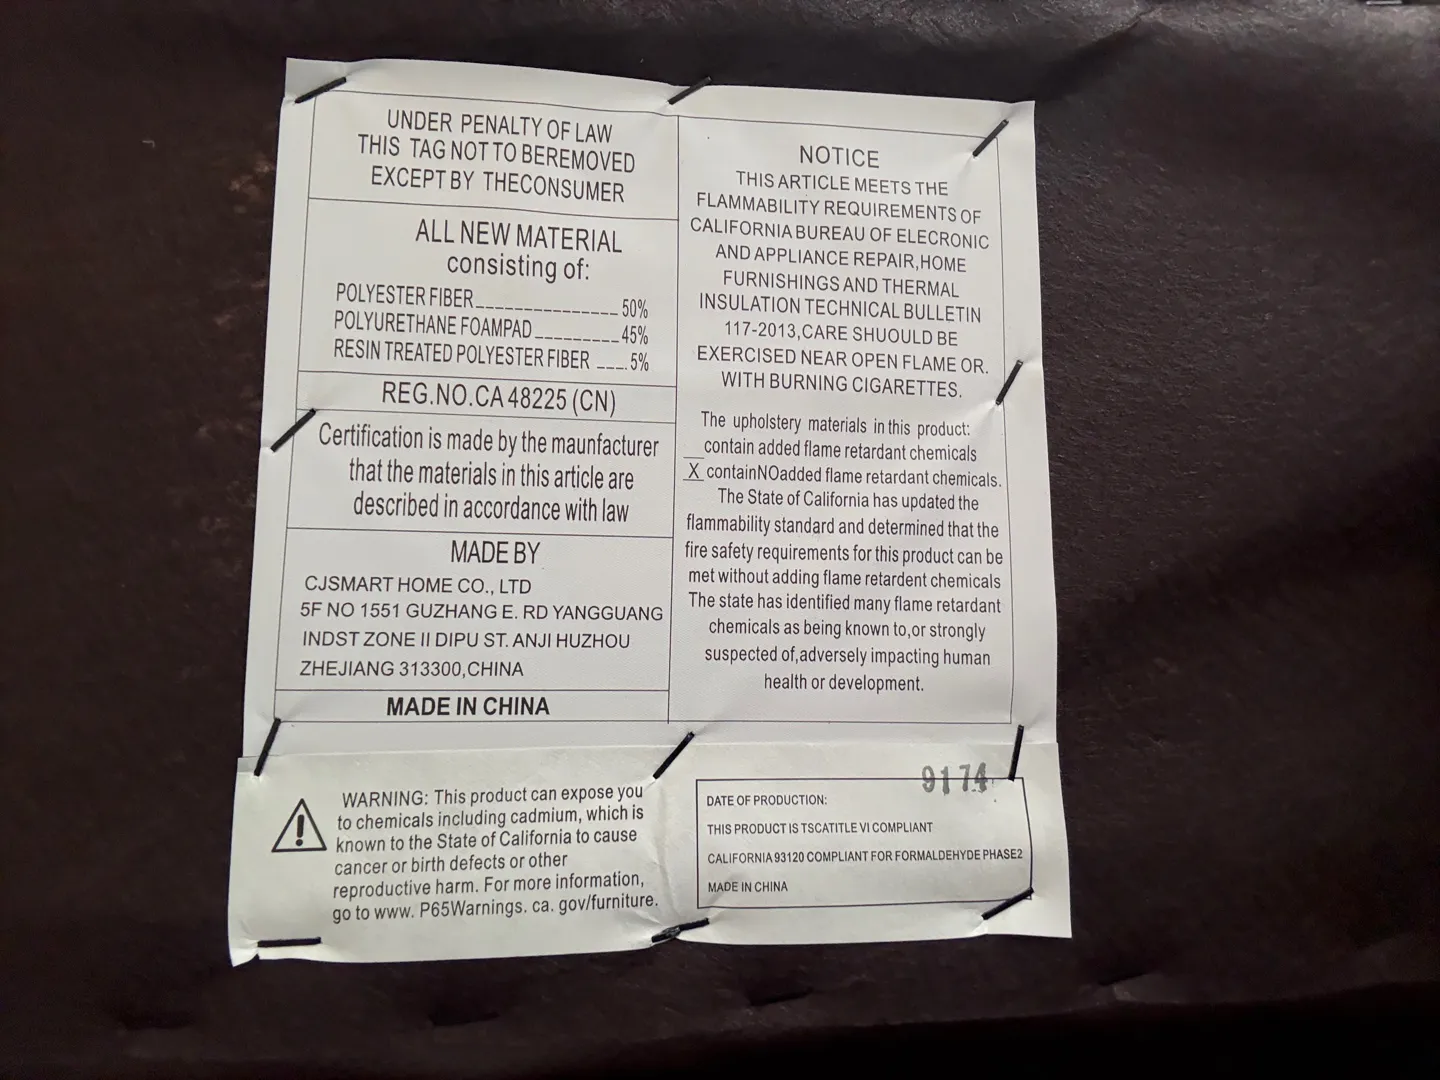 UNDER PENALTY OF LAW
THIS TAG NOT TO BEREMOVED
EXCEPT BY THECONSUMER
ALL NEW MATERIAL
consisting of:
POLYESTER FIBER________________50%
POLYURETHANE FOAMPAD_________45%
RESIN TREATED POLYESTER FIBER ___.5%
REG.NO.CA 48225 (CN)
Certification is made by the maunfacturer
that the materials in this article are
described in accordance with law
MADE BY
CJSMART HOME CO., LTD
5F NO 1551 GUZHANG E. RD YANGGUANG
INDST ZONE II DIPU ST. ANJI HUZHOU
ZHEJIANG 313300,CHINA
MADE IN CHINA
NOTICE
THIS ARTICLE MEETS THE
FLAMMABILITY REQUIREMENTS OF
CALIFORNIA BUREAU OF ELECRONIC
AND APPLIANCE REPAIR,HOME
FURNISHINGS AND THERMAL
INSULATION TECHNICAL BULLETIN
117-2013,CARE SHUOULD BE
EXERCISED NEAR OPEN FLAME OR.
WITH BURNING CIGARETTES.
The upholstery materials in this product:
__contain added flame retardant chemicals
X containNOadded flame retardant chemicals.
The State of California has updated the
flammability standard and determined that the
fire safety requirements for this product can be
met without adding flame retardent chemicals
The state has identified many flame retardant
chemicals as being known to,or strongly
suspected of,adversely impacting human
health or development.
WARNING: This product can expose you
to chemicals including cadmium, which is
known to the State of California to cause
cancer or birth defects or other
reproductive harm. For more information,
go to www. P65Warnings. ca. gov/furniture.
9174
DATE OF PRODUCTION:
THIS PRODUCT IS TSCATITLE VI COMPLIANT
CALIFORNIA 93120 COMPLIANT FOR FORMALDEHYDE PHASE2
MADE IN CHINA